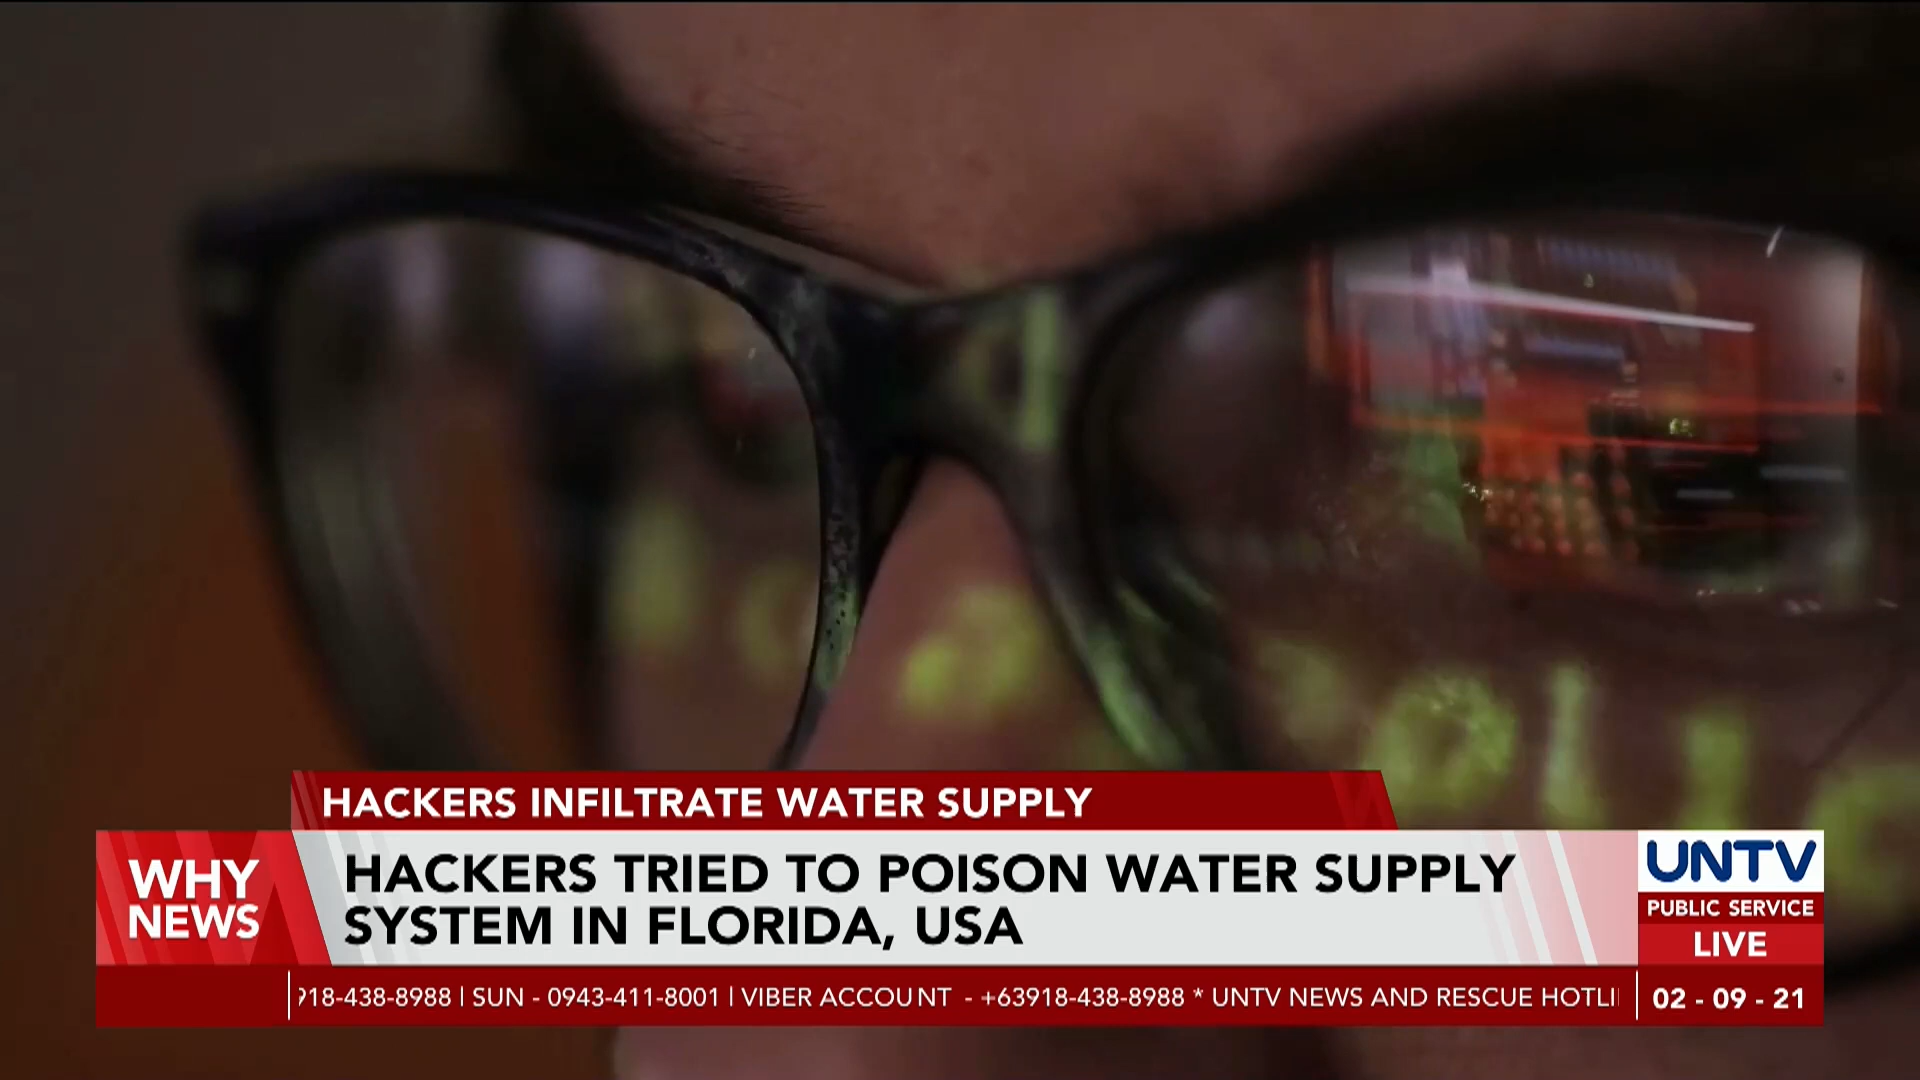 HACKERS INFILTRATE WATER SUPPLY
WHY
NEWS
HACKERS TRIED TO POISON WATER SUPPLY
SYSTEM IN FLORIDA, USA
UNTV
PUBLIC SERVICE
LIVE
918-438-8988 | SUN - 0943-411-8001 | VIBER ACCOUNT - +63918-438-8988 * UNTV NEWS AND RESCUE HOTLI
02 - 09 - 21